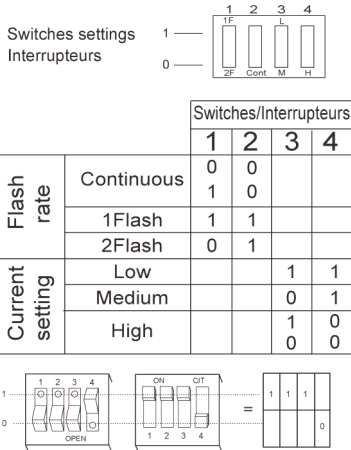 1 2 3 4
1F L
Switches settings 1
Interrupteurs
0
2F Cont M H
Switches/Interrupteurs
1 2 3 4
Flash rate
Continuous 0 0
1 0
1Flash 1 1
2Flash 0 1
Current setting
Low 1 1
Medium 0 1
High 1 0
0 0
1 2 3 4 ON CIT
1 = 1 1 1
0 0
OPEN 1 2 3 4